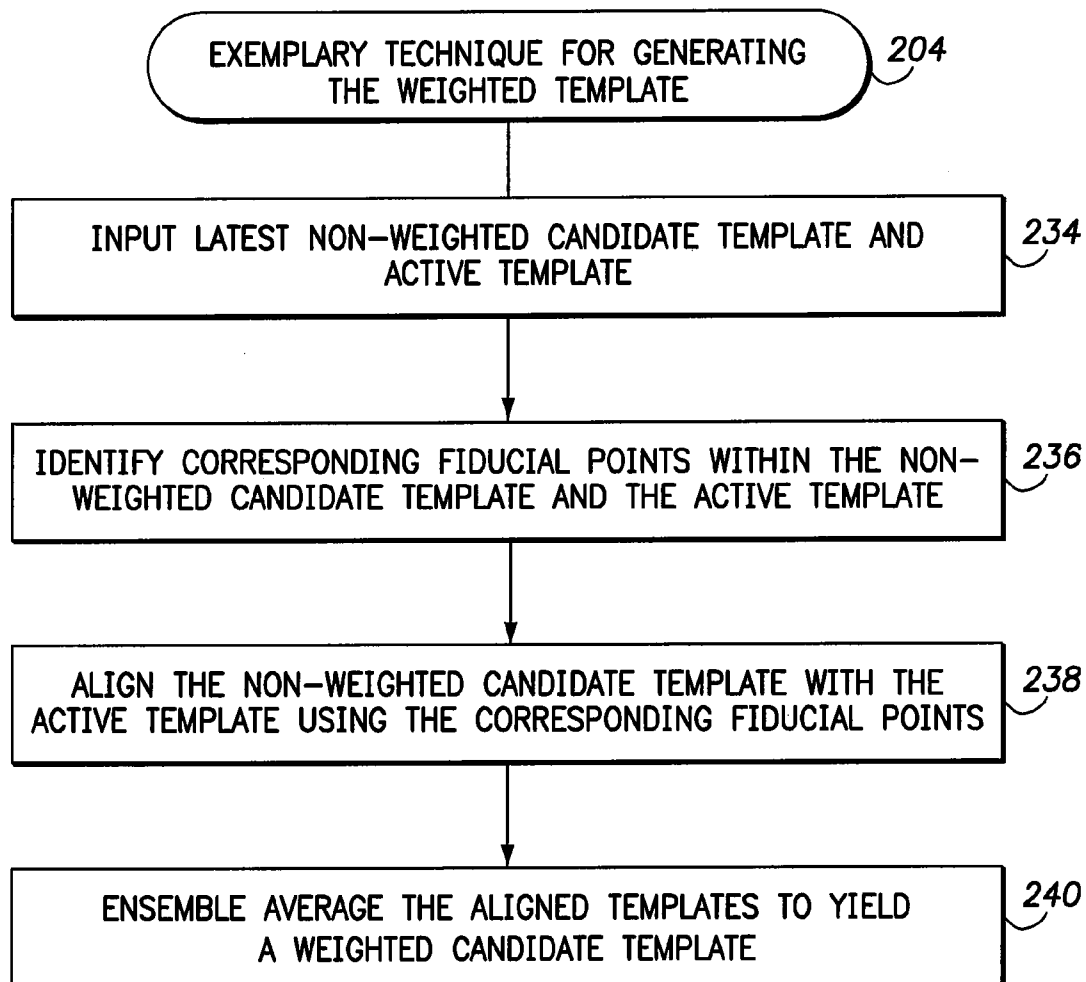 EXEMPLARY TECHNIQUE FOR GENERATING
THE WEIGHTED TEMPLATE
204
INPUT LATEST NON-WEIGHTED CANDIDATE TEMPLATE AND
ACTIVE TEMPLATE
234
IDENTIFY CORRESPONDING FIDUCIAL POINTS WITHIN THE NON-
WEIGHTED CANDIDATE TEMPLATE AND THE ACTIVE TEMPLATE
236
ALIGN THE NON-WEIGHTED CANDIDATE TEMPLATE WITH THE
ACTIVE TEMPLATE USING THE CORRESPONDING FIDUCIAL POINTS
238
ENSEMBLE AVERAGE THE ALIGNED TEMPLATES TO YIELD
A WEIGHTED CANDIDATE TEMPLATE
240